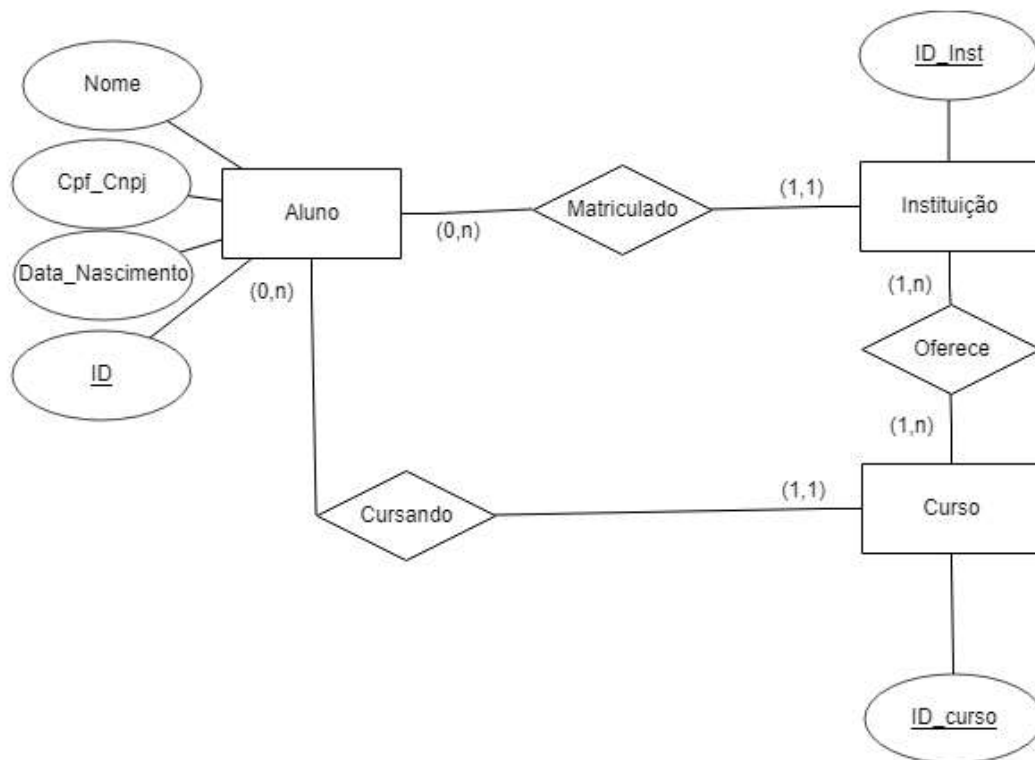 ID_Inst
Nome
Cpf_Cnpj
Aluno
Matriculado
(1,1)
Instituição
(0,n)
Data_Nascimento
(0,n)
(1,n)
Oferece
ID
(1,n)
(1,1)
Cursando
Curso
ID_curso